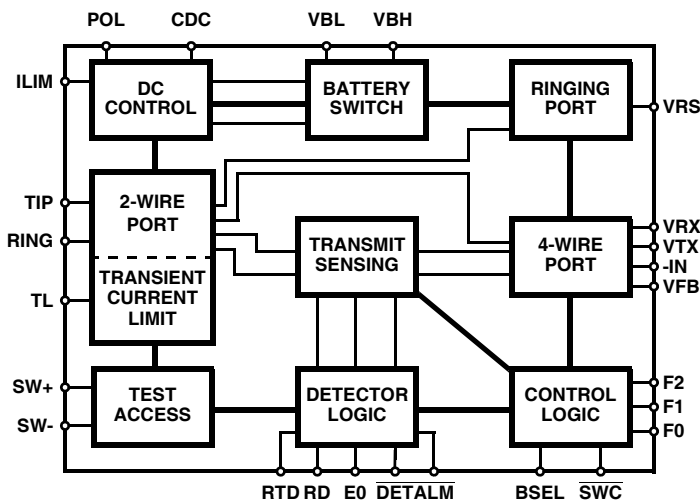 POL CDC VBL VBH
ILIM
DC
CONTROL
BATTERY
SWITCH
RINGING
PORT
VRS
TIP
RING
TL
2-WIRE
PORT
TRANSIENT
CURRENT
LIMIT
TRANSMIT
SENSING
4-WIRE
PORT
VRX
VTX
-IN
VFB
SW+
SW-
TEST
ACCESS
DETECTOR
LOGIC
CONTROL
LOGIC
F2
F1
F0
RTD RD E0 DET ALM BSEL SWC